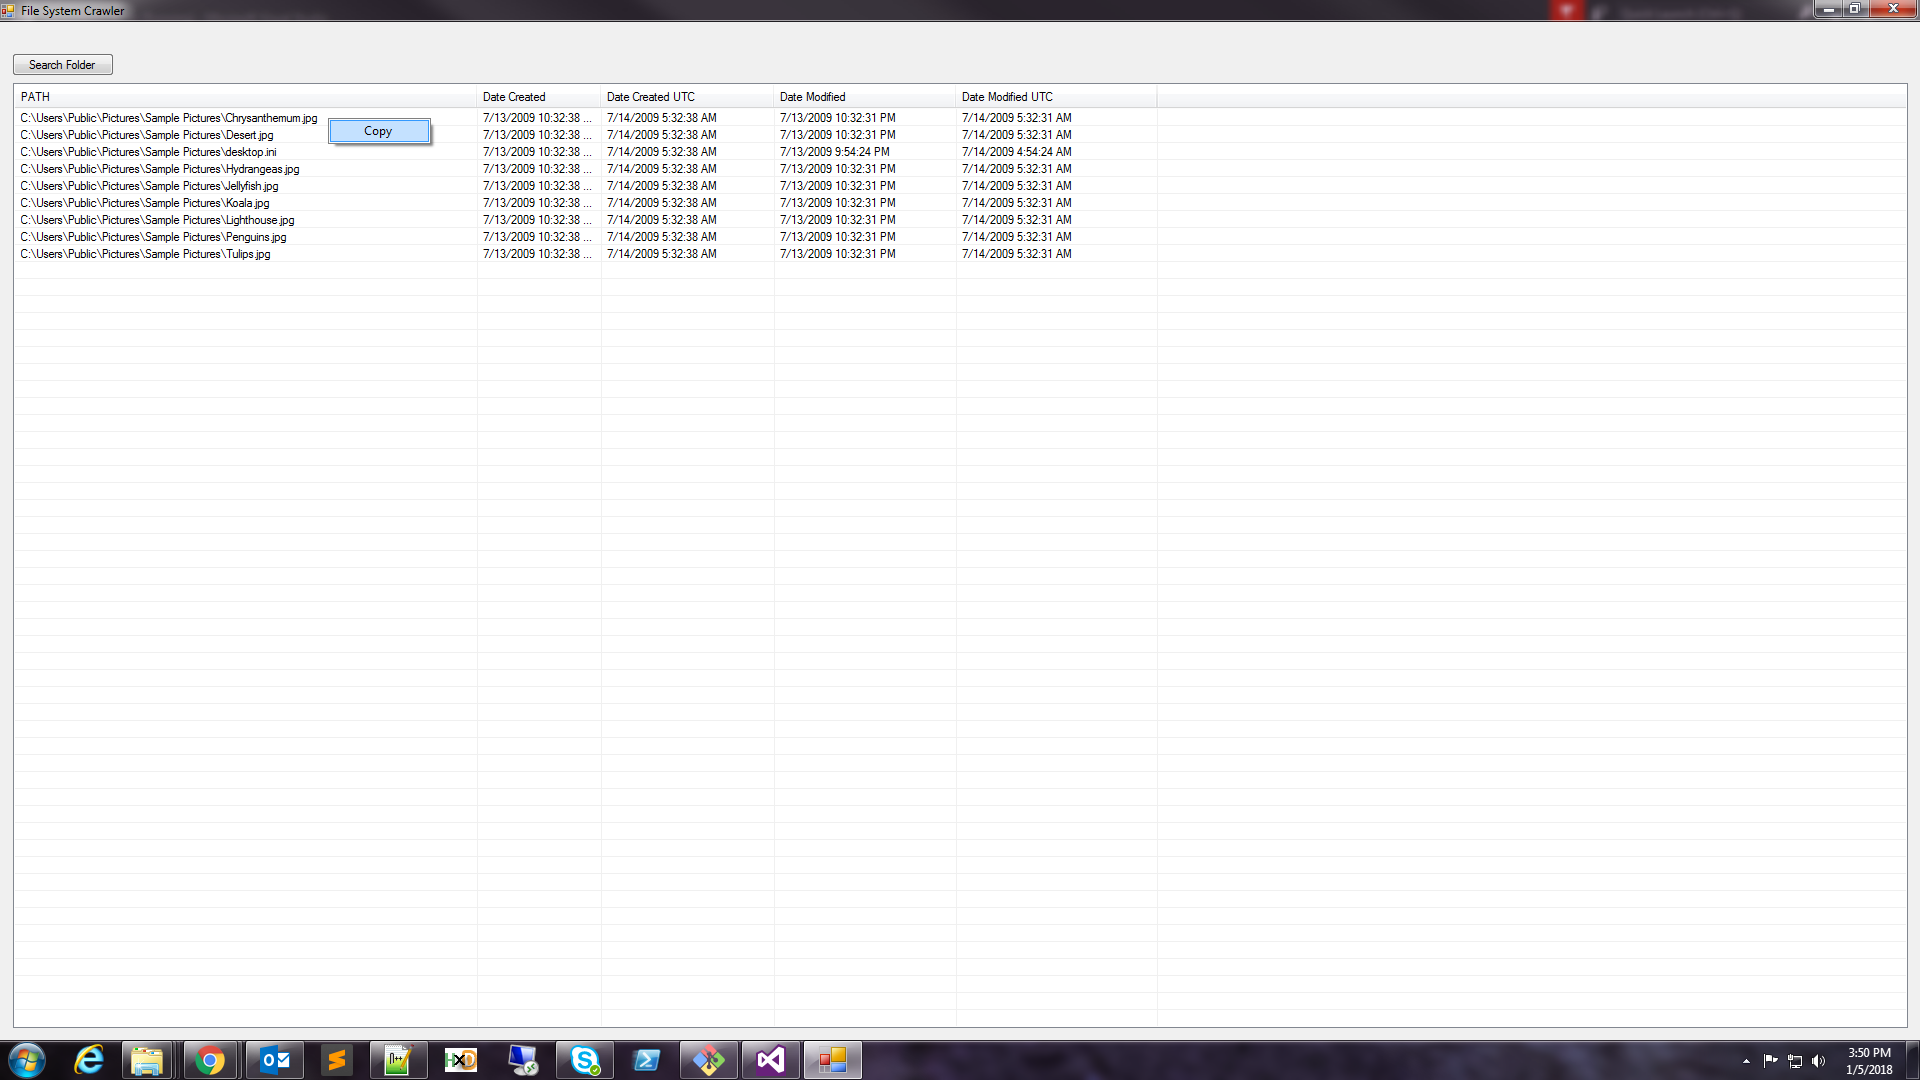 File System Crawler
Search Folder
PATH Date Created Date Created UTC Date Modified Date Modified UTC
C:\Users\Public\Pictures\Sample Pictures\Chrysanthemum.jpg 7/13/2009 10:32:38 ... 7/14/2009 5:32:38 AM 7/13/2009 10:32:31 PM 7/14/2009 5:32:31 AM
Copy
C:\Users\Public\Pictures\Sample Pictures\Desert.jpg 7/13/2009 10:32:38 ... 7/14/2009 5:32:38 AM 7/13/2009 10:32:31 PM 7/14/2009 5:32:31 AM
C:\Users\Public\Pictures\Sample Pictures\desktop.ini 7/13/2009 10:32:38 ... 7/14/2009 5:32:38 AM 7/13/2009 9:54:24 PM 7/14/2009 4:54:24 AM
C:\Users\Public\Pictures\Sample Pictures\Hydrangeas.jpg 7/13/2009 10:32:38 ... 7/14/2009 5:32:38 AM 7/13/2009 10:32:31 PM 7/14/2009 5:32:31 AM
C:\Users\Public\Pictures\Sample Pictures\Jellyfish.jpg 7/13/2009 10:32:38 ... 7/14/2009 5:32:38 AM 7/13/2009 10:32:31 PM 7/14/2009 5:32:31 AM
C:\Users\Public\Pictures\Sample Pictures\Koala.jpg 7/13/2009 10:32:38 ... 7/14/2009 5:32:38 AM 7/13/2009 10:32:31 PM 7/14/2009 5:32:31 AM
C:\Users\Public\Pictures\Sample Pictures\Lighthouse.jpg 7/13/2009 10:32:38 ... 7/14/2009 5:32:38 AM 7/13/2009 10:32:31 PM 7/14/2009 5:32:31 AM
C:\Users\Public\Pictures\Sample Pictures\Penguins.jpg 7/13/2009 10:32:38 ... 7/14/2009 5:32:38 AM 7/13/2009 10:32:31 PM 7/14/2009 5:32:31 AM
C:\Users\Public\Pictures\Sample Pictures\Tulips.jpg 7/13/2009 10:32:38 ... 7/14/2009 5:32:38 AM 7/13/2009 10:32:31 PM 7/14/2009 5:32:31 AM
HXD
3:50 PM
1/5/2018